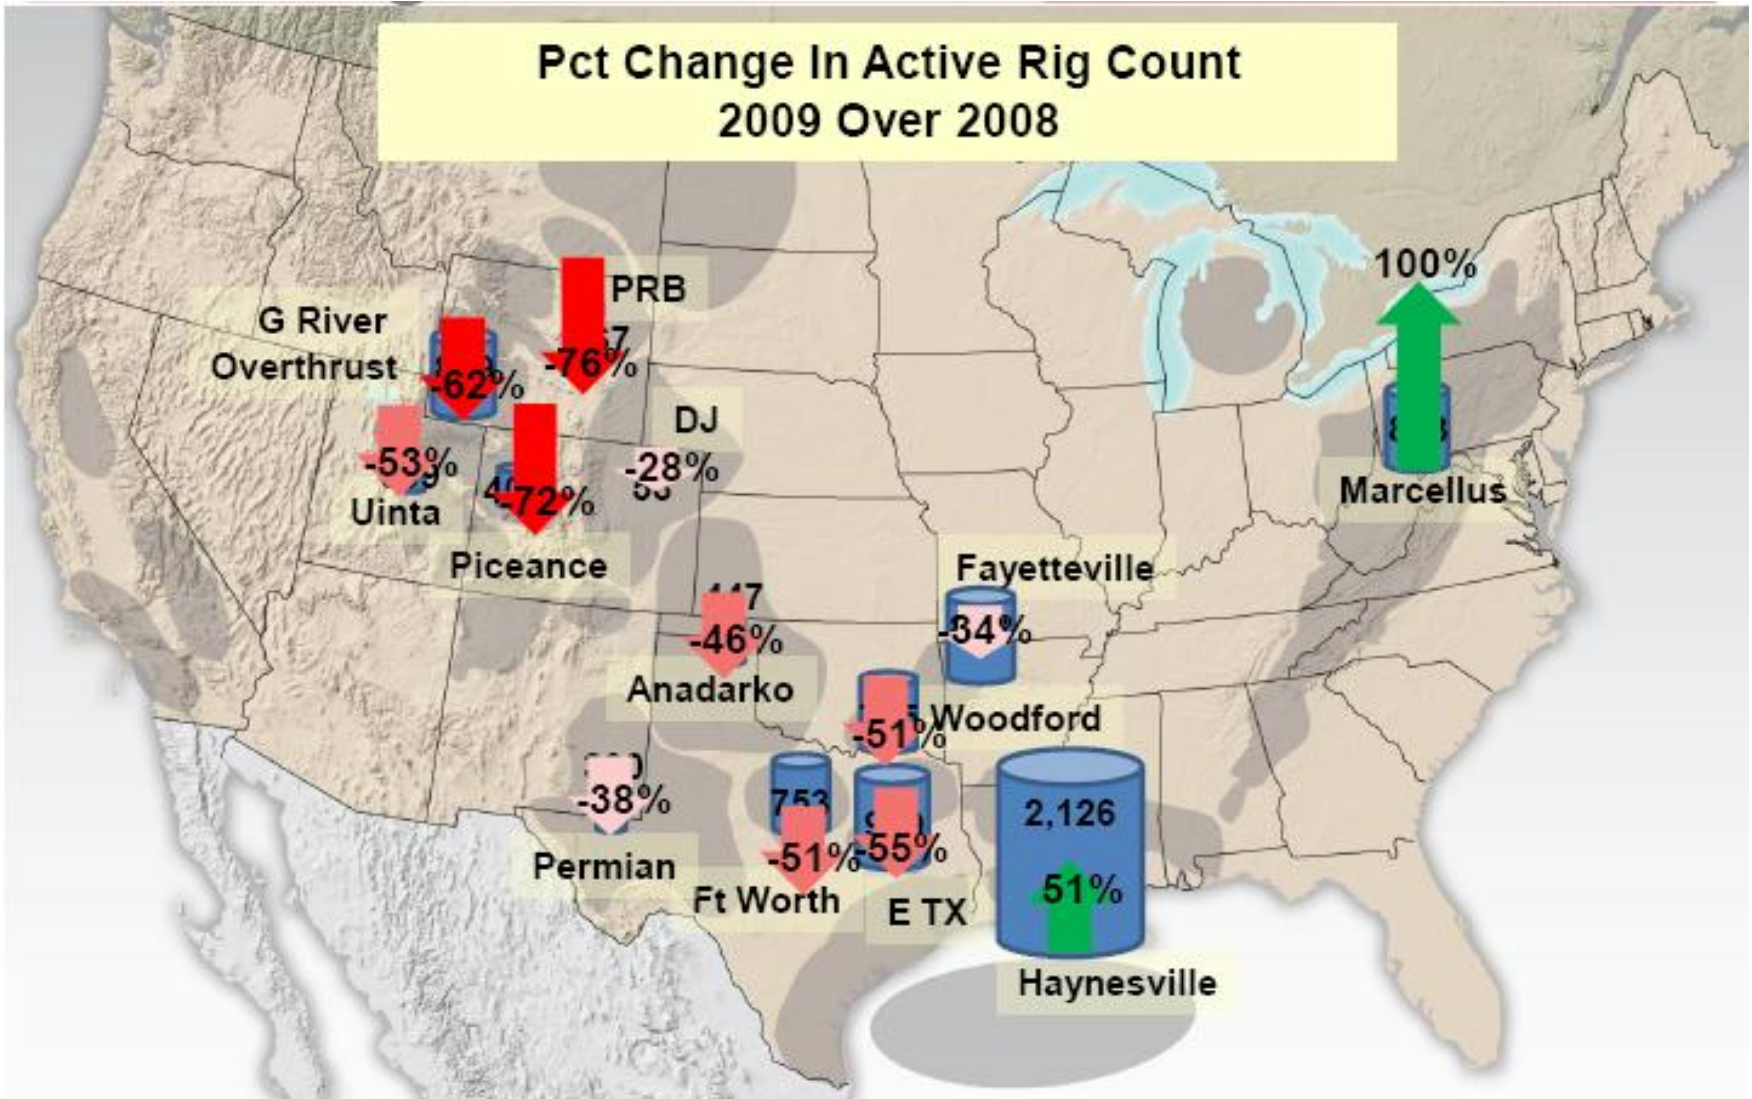 Pct Change In Active Rig Count
2009 Over 2008
PRB
-76%
G River
Overthrust
-62%
100%
Marcellus
DJ
-28%
-53%
Uinta
-72%
Piceance
Fayetteville
-34%
-46%
Anadarko
Woodford
-51%
-38%
Permian
753
-51%
Ft Worth
-55%
E TX
2,126
51%
Haynesville